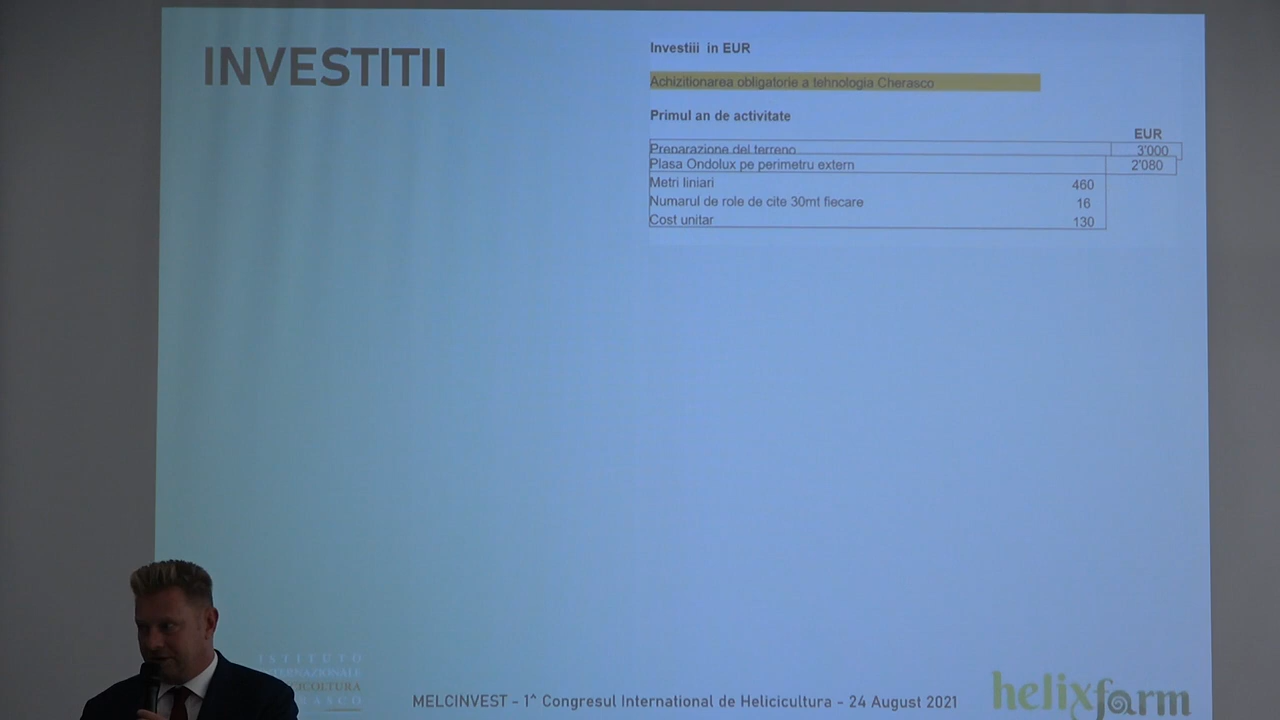 INVESTITII
Investiii in EUR
Achizitionarea obligatorie a tehnologia Cherasco
Primul an de activitate
EUR
Preparazione del terreno 3'000
Plasa Ondolux pe perimetru extern 2'080
Metri liniari 460
Numarul de role de cite 30mt fiecare 16
Cost unitar 130
ISTITUTO
MELCINVEST - 1^ Congresul International de Helicicultura - 24 August 2021
helixfarm